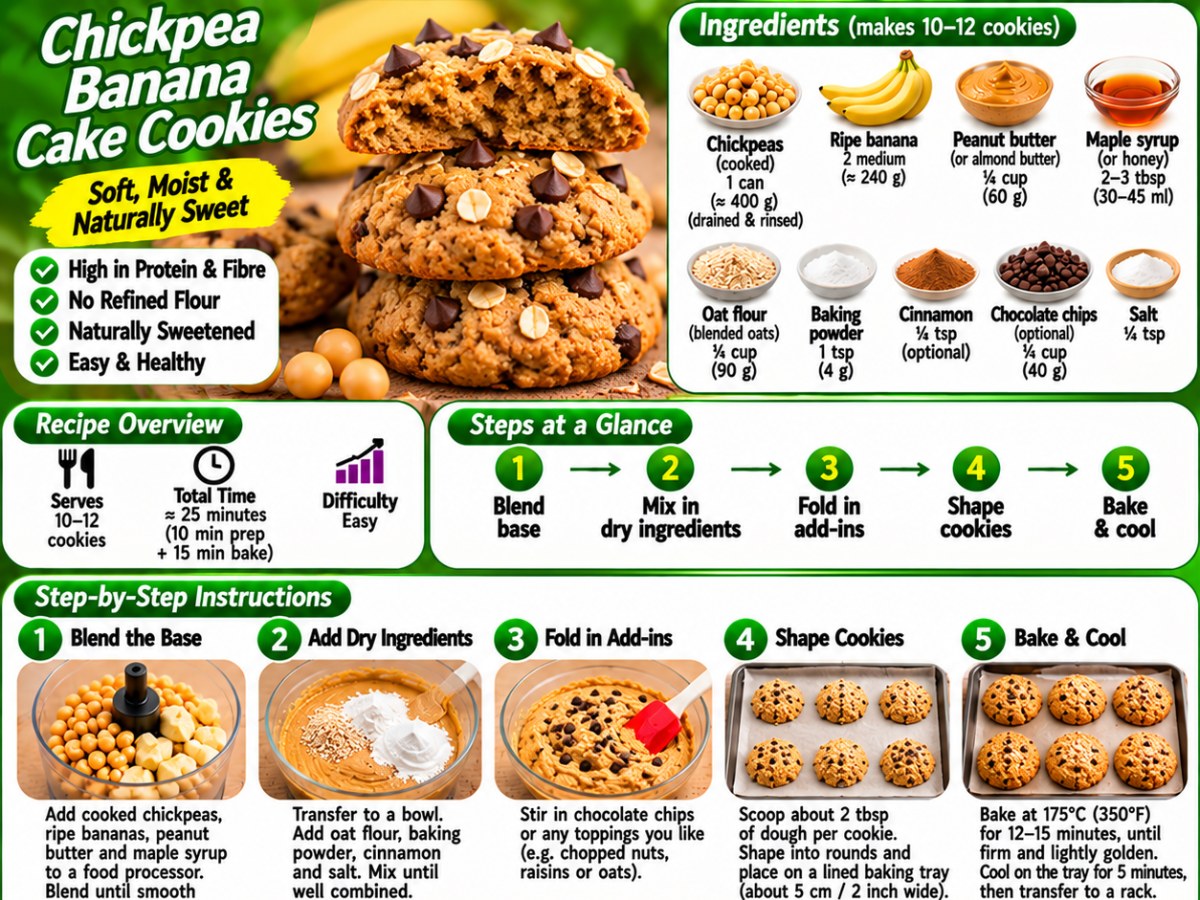 Chickpea
Banana
Cake Cookies
Soft, Moist &
Naturally Sweet
High in Protein & Fibre
No Refined Flour
Naturally Sweetened
Easy & Healthy
Ingredients (makes 10–12 cookies)
Chickpeas
(cooked)
1 can
(≈ 400 g)
(drained & rinsed)
Ripe banana
2 medium
(≈ 240 g)
Peanut butter
(or almond butter)
¼ cup
(60 g)
Maple syrup
(or honey)
2–3 tbsp
(30–45 ml)
Oat flour
(blended oats)
¼ cup
(90 g)
Baking
powder
1 tsp
(4 g)
Cinnamon
¼ tsp
(optional)
Chocolate chips
(optional)
¼ cup
(40 g)
Salt
¼ tsp
Recipe Overview
Serves
10–12
cookies
Total Time
≈ 25 minutes
(10 min prep
+ 15 min bake)
Difficulty
Easy
Steps at a Glance
1
Blend
base
2
Mix in
dry ingredients
3
Fold in
add-ins
4
Shape
cookies
5
Bake
& cool
Step-by-Step Instructions
1 Blend the Base
Add cooked chickpeas,
ripe bananas, peanut
butter and maple syrup
to a food processor.
Blend until smooth
2 Add Dry Ingredients
Transfer to a bowl.
Add oat flour, baking
powder, cinnamon
and salt. Mix until
well combined.
3 Fold in Add-ins
Stir in chocolate chips
or any toppings you like
(e.g. chopped nuts,
raisins or oats).
4 Shape Cookies
Scoop about 2 tbsp
of dough per cookie.
Shape into rounds and
place on a lined baking tray
(about 5 cm / 2 inch wide).
5 Bake & Cool
Bake at 175°C (350°F)
for 12–15 minutes, until
firm and lightly golden.
Cool on the tray for 5 minutes,
then transfer to a rack.